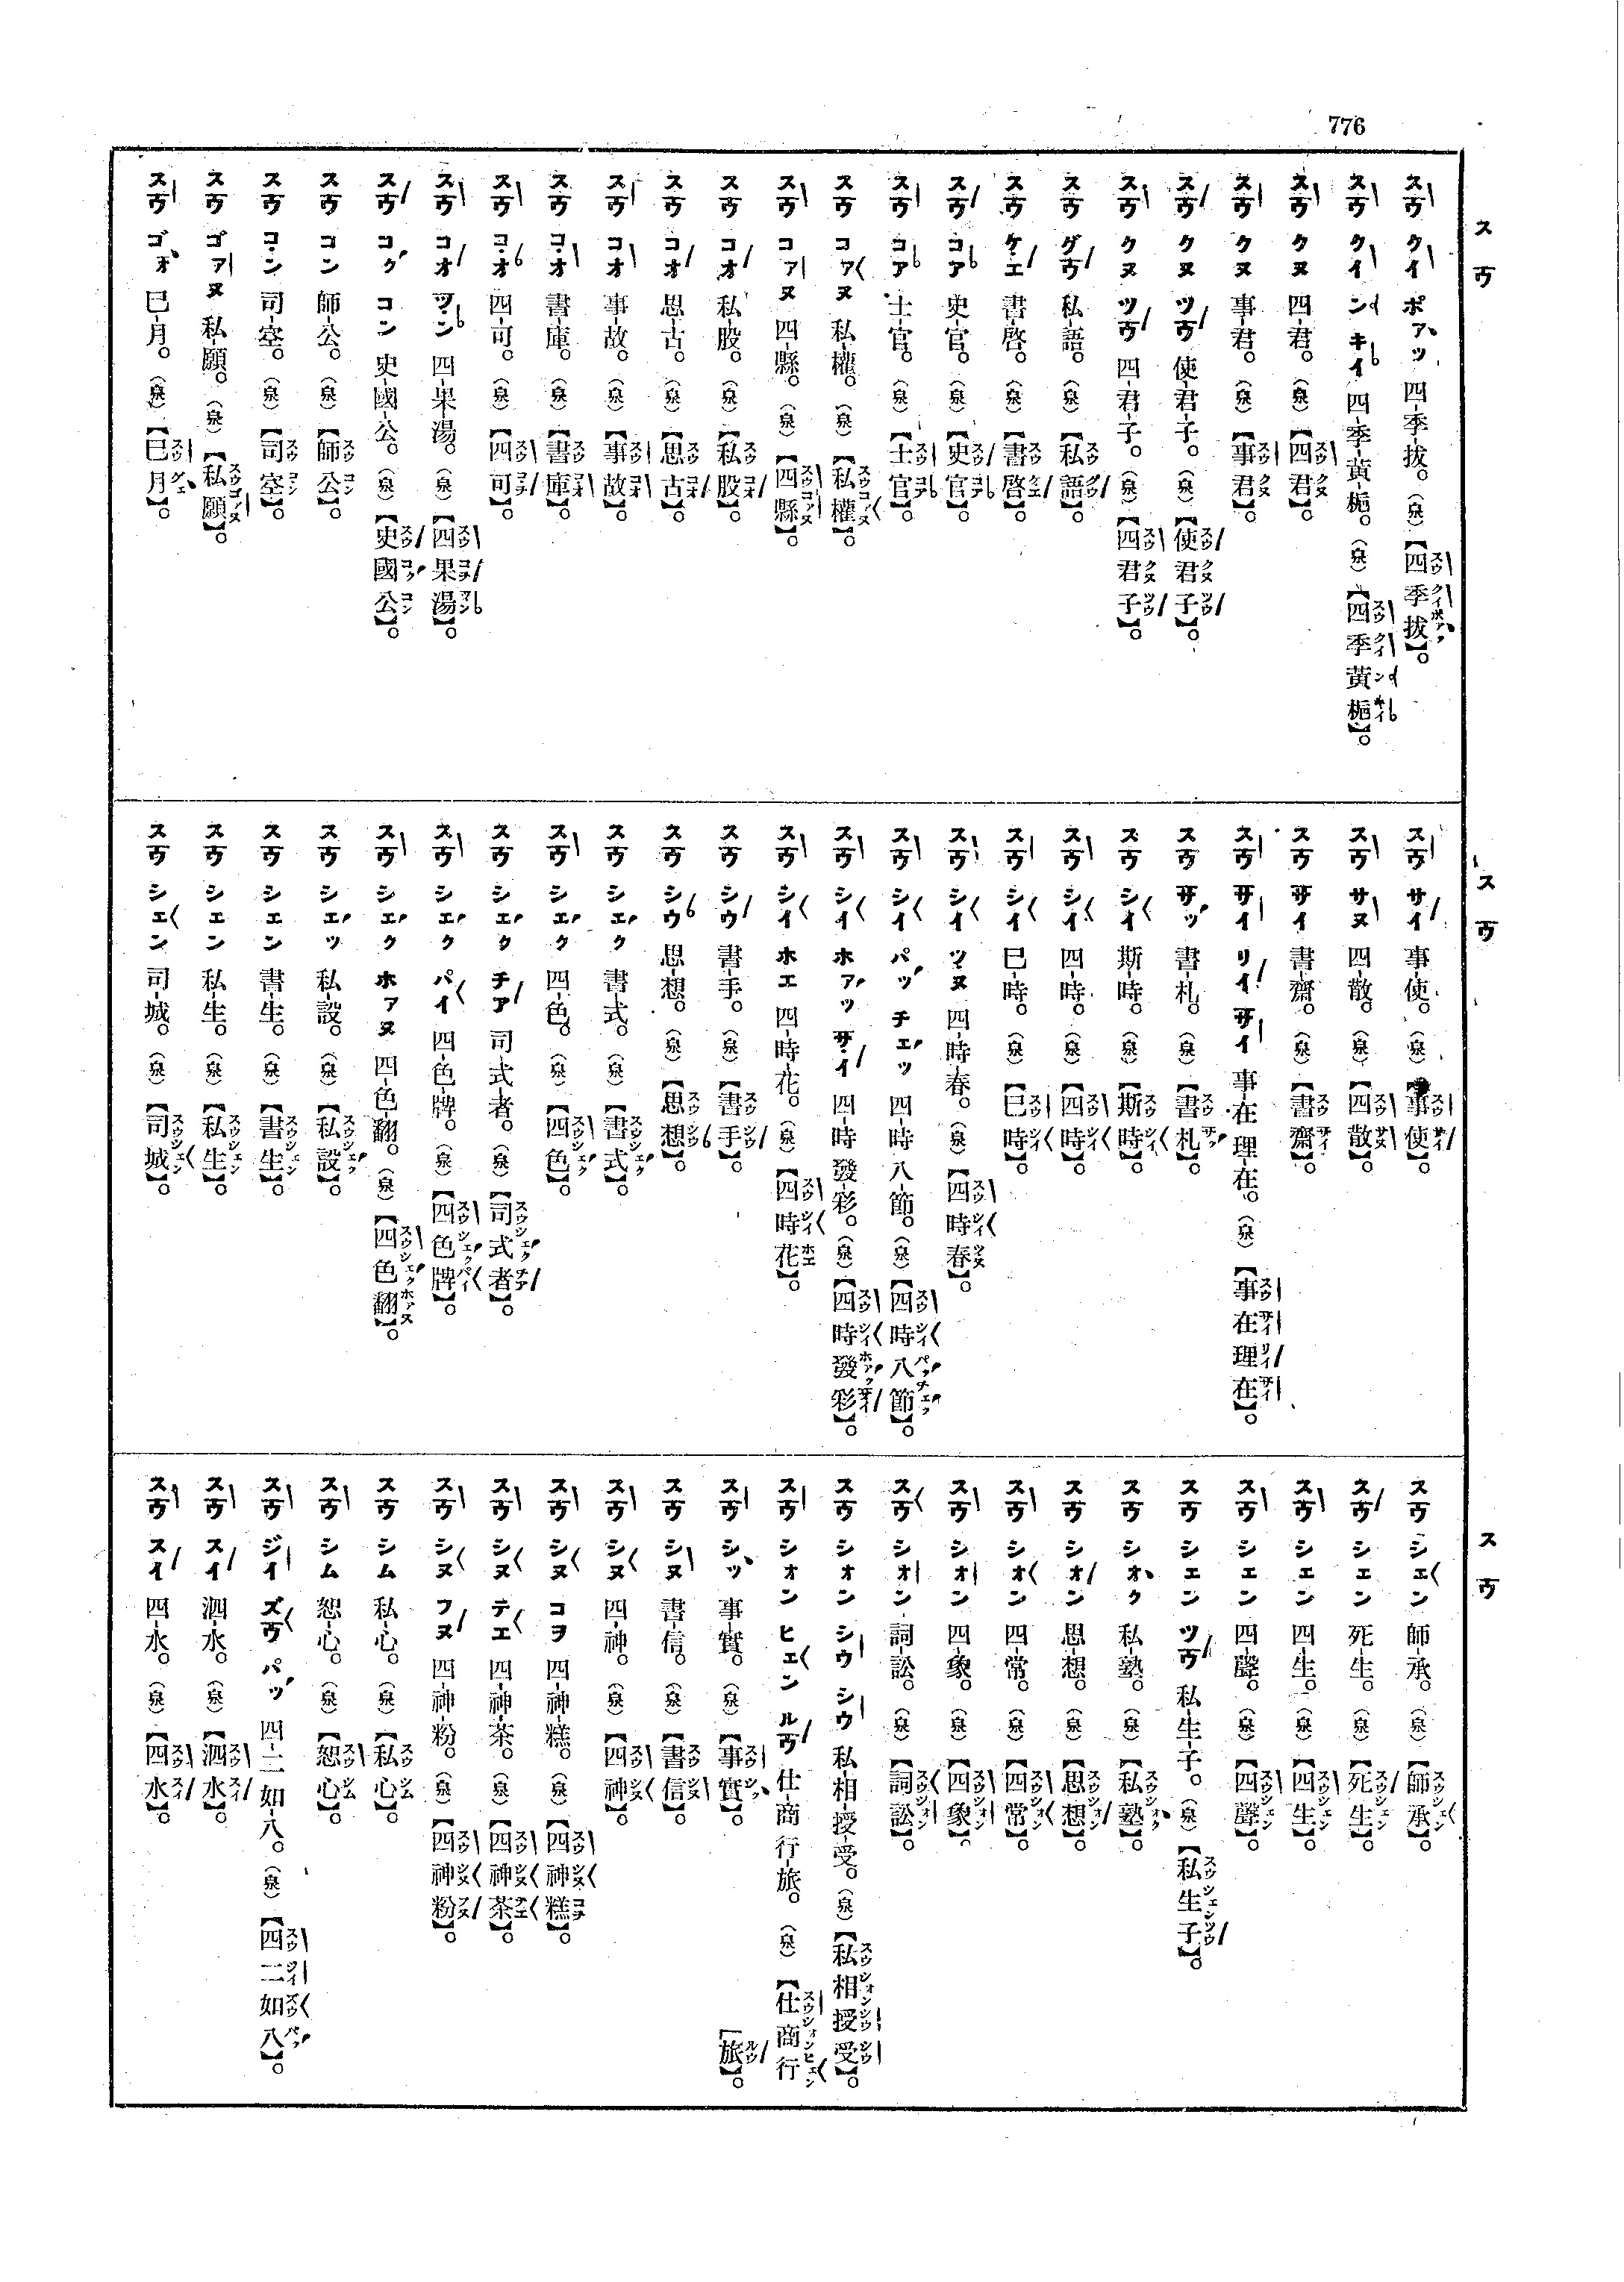 776
ス ウ
スウ クイ ポアッ 四-季-拔。(泉)【四季拔】。
スウ クイ ン キイ 四-季-黃-梔。(泉)【四季黃梔】。
スウ クヌ 四-君。(泉)【四君】。
スウ クヌ 事-君。(泉)【事君】。
スウ クヌ ツウ 使-君-子。(泉)【使君子】。
スウ クヌ ツウ 四-君-子。(泉)【四君子】。
スウ グウ 私-語。(泉)【私語】。
スウ ケエ 書-啓。(泉)【書啓】。
スウ コア 史-官。(泉)【史官】。
スウ コア 士-官。(泉)【士官】。
スウ コアヌ 私-權。(泉)【私權】。
スウ コアヌ 四-縣。(泉)【四縣】。
スウ コオ 私-股。(泉)【私股】。
スウ コオ 思-古。(泉)【思古】。
スウ コオ 事-故。(泉)【事故】。
スウ コオ 書-庫。(泉)【書庫】。
スウ コオ 四-可。(泉)【四可】。
スウ コオ ツン 四-果-湯。(泉)【四果湯】。
スウ コク コン 史-國-公。(泉)【史國公】。
スウ コン 師-公。(泉)【師公】。
スウ コン 司-空。(泉)【司空】。
スウ ゴアヌ 私-願。(泉)【私願】。
スウ ゴオ 巳-月。(泉)【巳月】。
ス ウ
スウ サイ 事-使。(泉)【事使】。
スウ サヌ 四-散。(泉)【四散】。
スウ サイ 書-齋。(泉)【書齋】。
スウ サイ リイ サイ 事-在-理-在。(泉)【事在理在】。
スウ サッ 書-札。(泉)【書札】。
スウ シイ 斯-時。(泉)【斯時】。
スウ シイ 四-時。(泉)【四時】。
スウ シイ 巳-時。(泉)【巳時】。
スウ シイ ツヌ 四-時-春。(泉)【四時春】。
スウ シイ パッ チェッ 四-時-八-節。(泉)【四時八節】。
スウ シイ ホアッ サイ 四-時-發-彩。(泉)【四時發彩】。
スウ シイ ホエ 四-時-花。(泉)【四時花】。
スウ シウ 書-手。(泉)【書手】。
スウ シウ 思-想。(泉)【思想】。
スウ シェク 書-式。(泉)【書式】。
スウ シェク 四-色。(泉)【四色】。
スウ シェク チア 司-式-者。(泉)【司式者】。
スウ シェク パイ 四-色-牌。(泉)【四色牌】。
スウ シェク ホアヌ 四-色-翻。(泉)【四色翻】。
スウ シェッ 私-設。(泉)【私設】。
スウ シェン 書-生。(泉)【書生】。
スウ シェン 私-生。(泉)【私生】。
スウ シェン 司-城。(泉)【司城】。
ス ウ
スウ シェン 師-承。(泉)【師承】。
スウ シェン 死-生。(泉)【死生】。
スウ シェン 四-生。(泉)【四生】。
スウ シェン 四-聲。(泉)【四聲】。
スウ シェン ツウ 私-生-子。(泉)【私生子】。
スウ シオク 私-塾。(泉)【私塾】。
スウ シオン 思-想。(泉)【思想】。
スウ シオン 四-常。(泉)【四常】。
スウ シオン 四-象。(泉)【四象】。
スウ シオン 詞-訟。(泉)【詞訟】。
スウ シオン シウ シウ 私-相-授-受。(泉)【私相授受】。
スウ シオン ヒェン ルウ 仕-商-行-旅。(泉)【仕商行旅】。
スウ シッ 事-實。(泉)【事實】。
スウ シヌ 書-信。(泉)【書信】。
スウ シヌ 四-神。(泉)【四神】。
スウ シヌ コヲ 四-神-糕。(泉)【四神糕】。
スウ シヌ テエ 四-神-茶。(泉)【四神茶】。
スウ シヌ フヌ 四-神-粉。(泉)【四神粉】。
スウ シム 私-心。(泉)【私心】。
スウ シム 恕-心。(泉)【恕心】。
スウ ジイ ズウ パッ 四-二-如-八。(泉)【四二如八】。
スウ スイ 泗-水。(泉)【泗水】。
スウ スイ 四-水。(泉)【四水】。